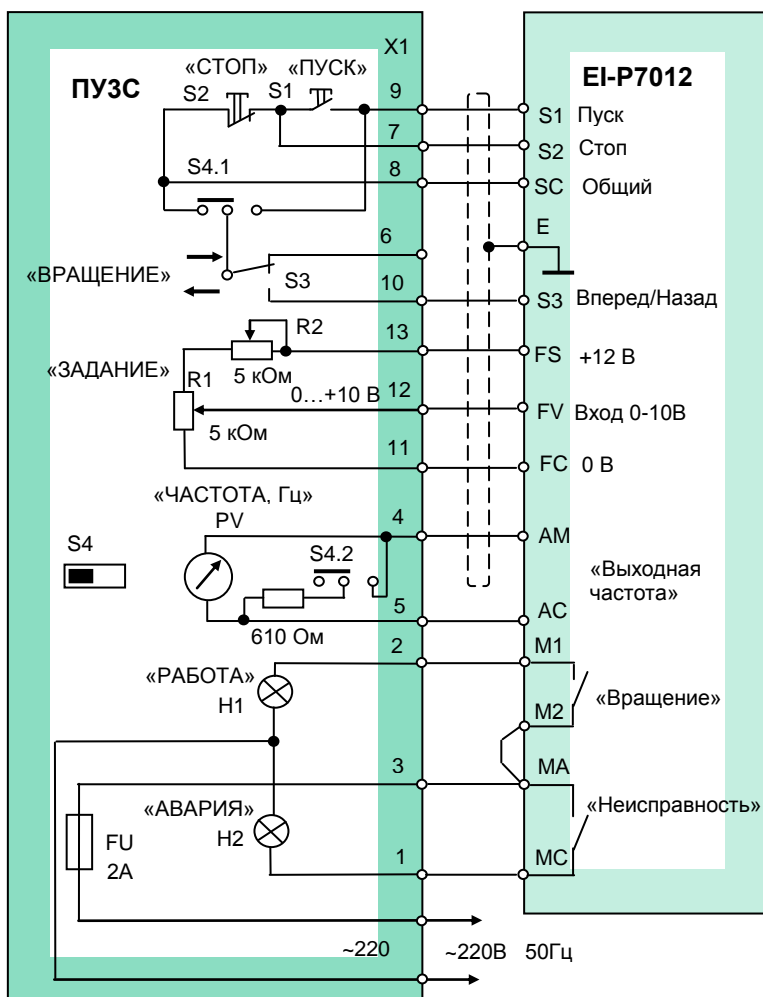 X1
ПУ3С
«СТОП» «ПУСК»
EI-P7012
S2 S1 9
S1 Пуск
7
S2 Стоп
S4.1 8
SC Общий
E
6
«ВРАЩЕНИЕ»
S3 10
S3 Вперед/Назад
R2 13
FS +12 В
«ЗАДАНИЕ»
5 кОм
R1
0…+10 В 12
FV Вход 0-10В
5 кОм
11
FC 0 В
«ЧАСТОТА, Гц»
PV 4
AM
S4
S4.2
«Выходная
частота»
5
AC
610 Ом
2
M1
«РАБОТА»
H1
«Вращение»
M2
3
MA
«АВАРИЯ»
H2
«Неисправность»
FU
2А
1
MC
~220 ~220В 50Гц